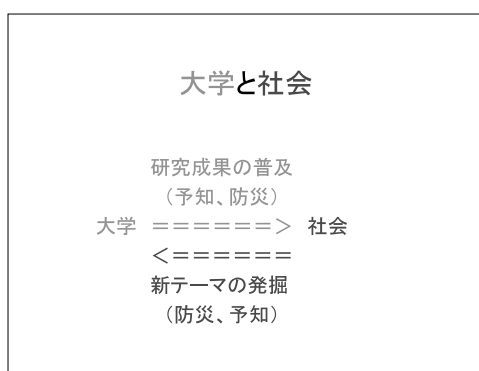 大学と社会
研究成果の普及
（予知、防災）
大学 ＝＝＝＝＝＝＞ 社会
＜＝＝＝＝＝＝
新テーマの発掘
（防災、予知）